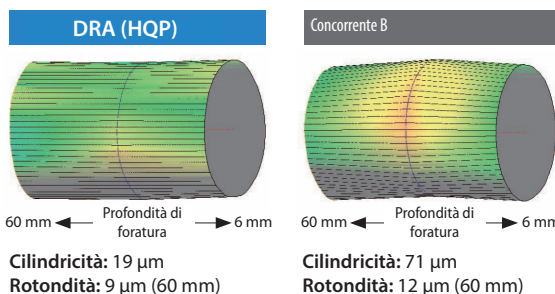 DRA (HQP)
60 mm
Profondità di
foratura
6 mm
Cilindricità: 19 µm
Rotondità: 9 µm (60 mm)
Concorrente B
60 mm
Profondità di
foratura
6 mm
Cilindricità: 71 µm
Rotondità: 12 µm (60 mm)